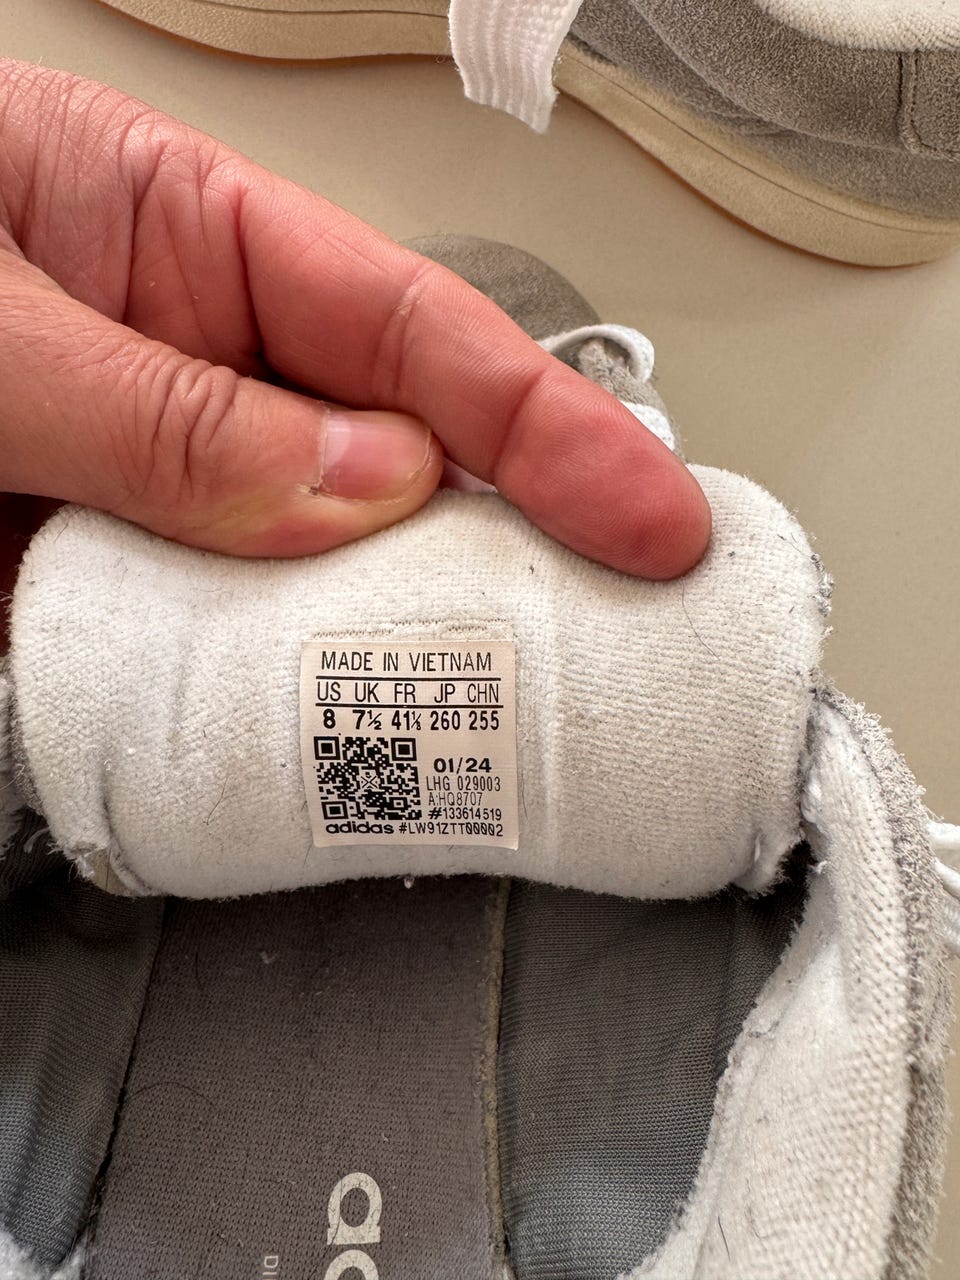 MADE IN VIETNAM
US UK FR JP CHN
8 7½ 41⅓ 260 255
01/24
LHG 029003
A:HQ8707
#133614519
adidas #LW91ZTT00002